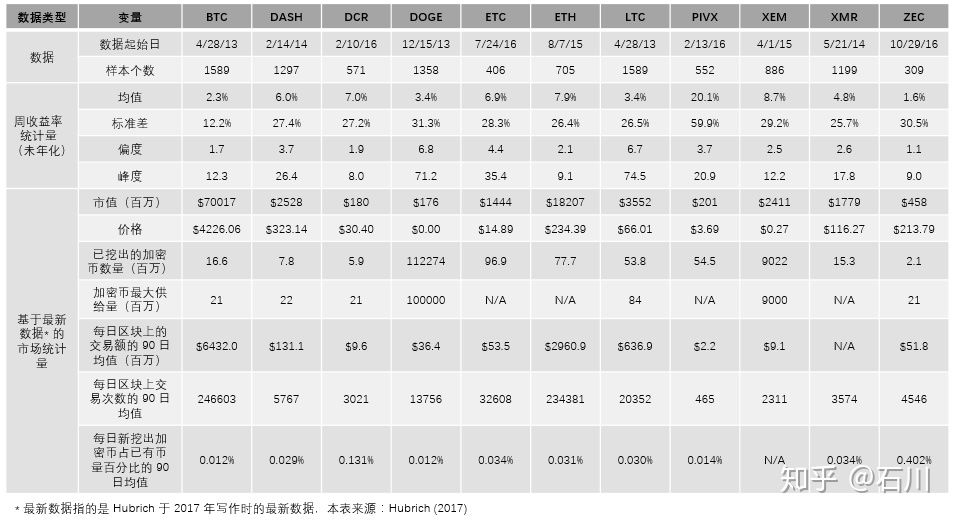 数据类型 变量 BTC DASH DCR DOGE ETC ETH LTC PIVX XEM XMR ZEC
数据 数据起始日 4/28/13 2/14/14 2/10/16 12/15/13 7/24/16 8/7/15 4/28/13 2/13/16 4/1/15 5/21/14 10/29/16
样本个数 1589 1297 571 1358 406 705 1589 552 886 1199 309
周收益率
统计量
(未年化)
均值 2.3% 6.0% 7.0% 3.4% 6.9% 7.9% 3.4% 20.1% 8.7% 4.8% 1.6%
标准差 12.2% 27.4% 27.2% 31.3% 28.3% 26.4% 26.5% 59.9% 29.2% 25.7% 30.5%
偏度 1.7 3.7 1.9 6.8 4.4 2.1 6.7 3.7 2.5 2.6 1.1
峰度 12.3 26.4 8.0 71.2 35.4 9.1 74.5 20.9 12.2 17.8 9.0
基于最新
数据* 的
市场统计
量
市值(百万) $70017 $2528 $180 $176 $1444 $18207 $3552 $201 $2411 $1779 $458
价格 $4226.06 $323.14 $30.40 $0.00 $14.89 $234.39 $66.01 $3.69 $0.27 $116.27 $213.79
已挖出的加密
币数量(百万)
16.6 7.8 5.9 112274 96.9 77.7 53.8 54.5 9022 15.3 2.1
加密币最大供
给量(百万)
21 22 21 100000 N/A N/A 84 N/A 9000 N/A 21
每日区块上的
交易额的 90 日
均值(百万)
$6432.0 $131.1 $9.6 $36.4 $53.5 $2960.9 $636.9 $2.2 $9.1 N/A $51.8
每日区块上交
易次数的 90 日
均值
246603 5767 3021 13756 32608 234381 20352 465 2311 3574 4546
每日新挖出加
密币占已有币
量百分比的 90
日均值
0.012% 0.029% 0.131% 0.012% 0.034% 0.031% 0.030% 0.014% N/A 0.034% 0.402%
知乎 @石川
* 最新数据指的是 Hubrich 于 2017 年写作时的最新数据. 本表来源:Hubrich (2017)